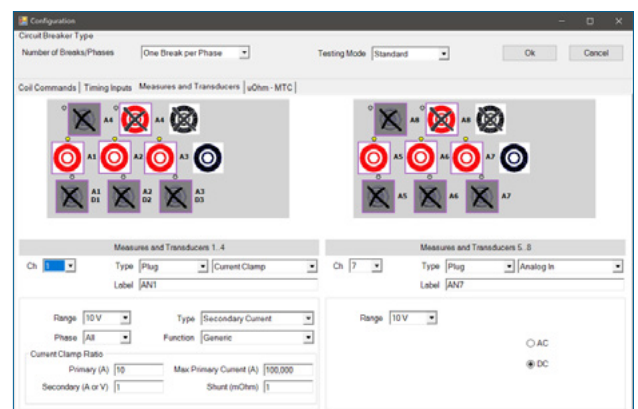 Configuration
Circuit Breaker Type
Number of Breaks/Phases One Break per Phase Testing Mode Standard Ok Cancel
Coil Commands Timing Inputs Measures and Transducers uOhm - MTC
A4 A4 A8 A8
A1 A2 A3 A5 A6 A7
A1 D1 A2 D2 A3 D3 A5 A6 A7
Measures and Transducers 1..4 Measures and Transducers 5..8
Ch 1 Type Plug Current Clamp Ch 7 Type Plug Analog In
Label AN1 Label AN7
Range 10 V Type Secondary Current Range 10 V
Phase All Function Generic AC
Current Clamp Ratio
Primary (A) 10 Max Primary Current (A) 100,000 DC
Secondary (A or V) 1 Shunt (mOhm) 1